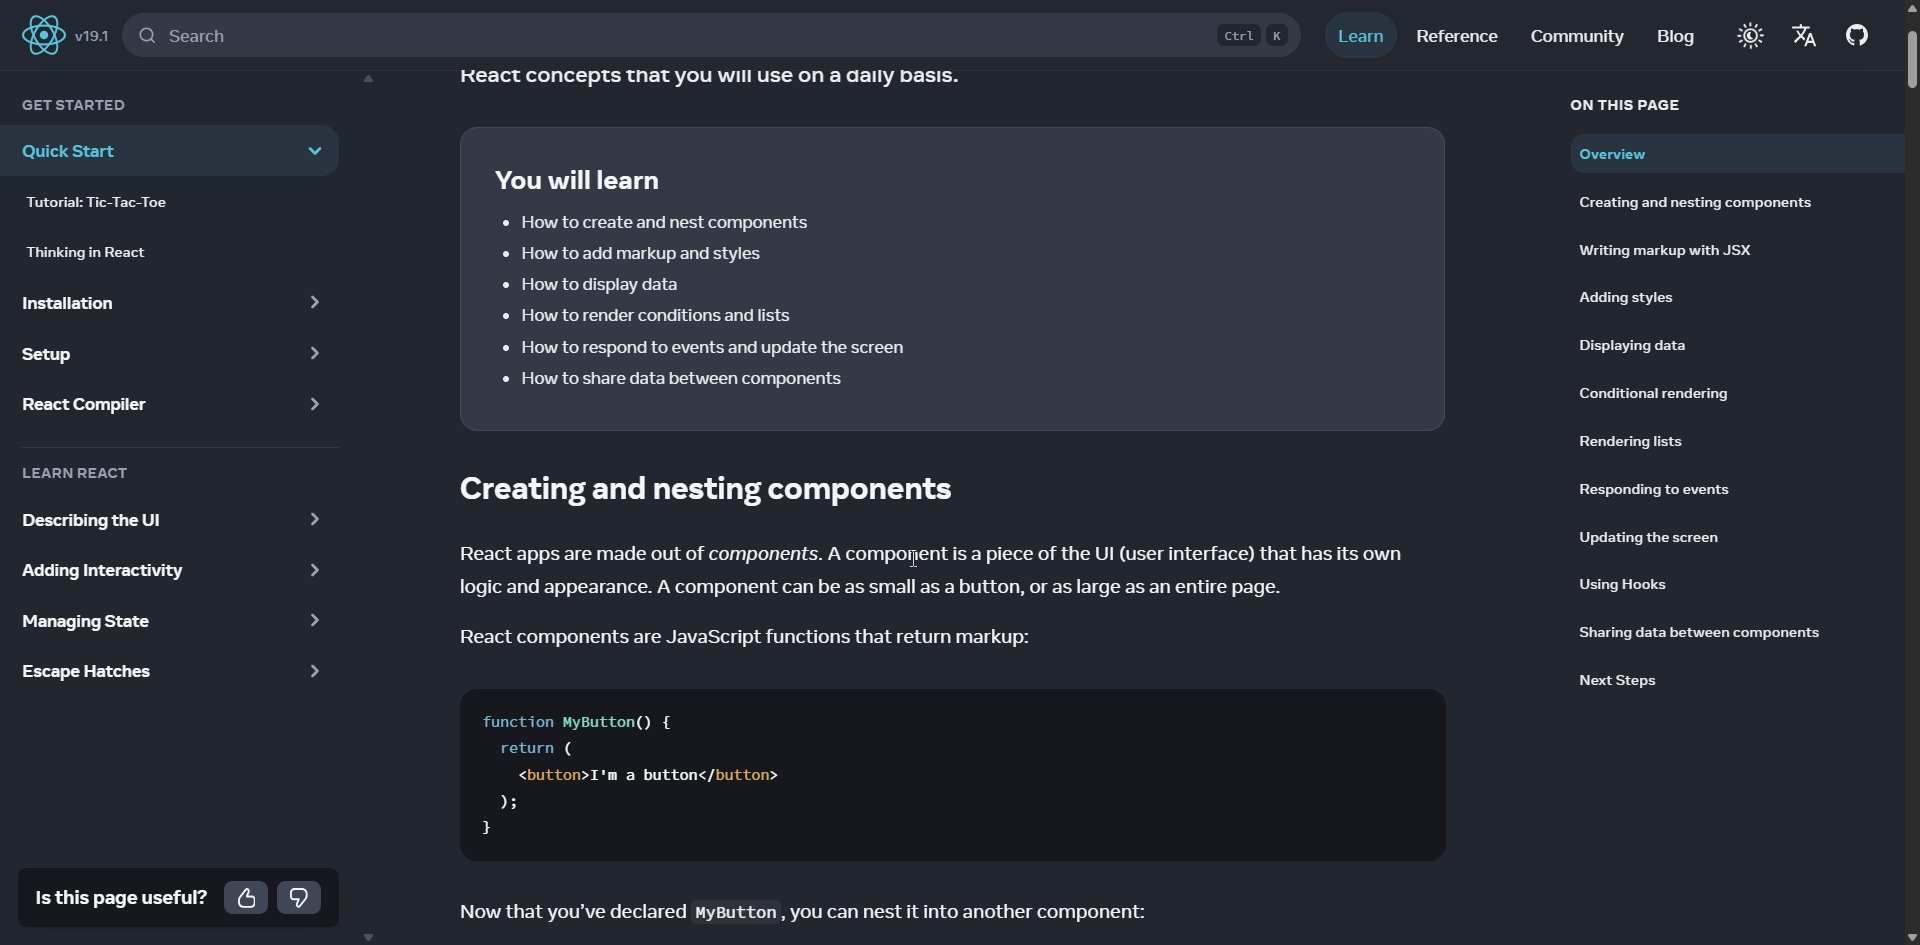 v19.1
Search
Ctrl K
Learn
Reference
Community
Blog
GET STARTED
Quick Start
Tutorial: Tic-Tac-Toe
Thinking in React
Installation
Setup
React Compiler
LEARN REACT
Describing the UI
Adding Interactivity
Managing State
Escape Hatches
Is this page useful?
React concepts that you will use on a daily basis.
You will learn
• How to create and nest components
• How to add markup and styles
• How to display data
• How to render conditions and lists
• How to respond to events and update the screen
• How to share data between components
Creating and nesting components
React apps are made out of components. A component is a piece of the UI (user interface) that has its own
logic and appearance. A component can be as small as a button, or as large as an entire page.
React components are JavaScript functions that return markup:
function MyButton() {
  return (
    <button>I'm a button</button>
  );
}
Now that you’ve declared MyButton, you can nest it into another component:
ON THIS PAGE
Overview
Creating and nesting components
Writing markup with JSX
Adding styles
Displaying data
Conditional rendering
Rendering lists
Responding to events
Updating the screen
Using Hooks
Sharing data between components
Next Steps